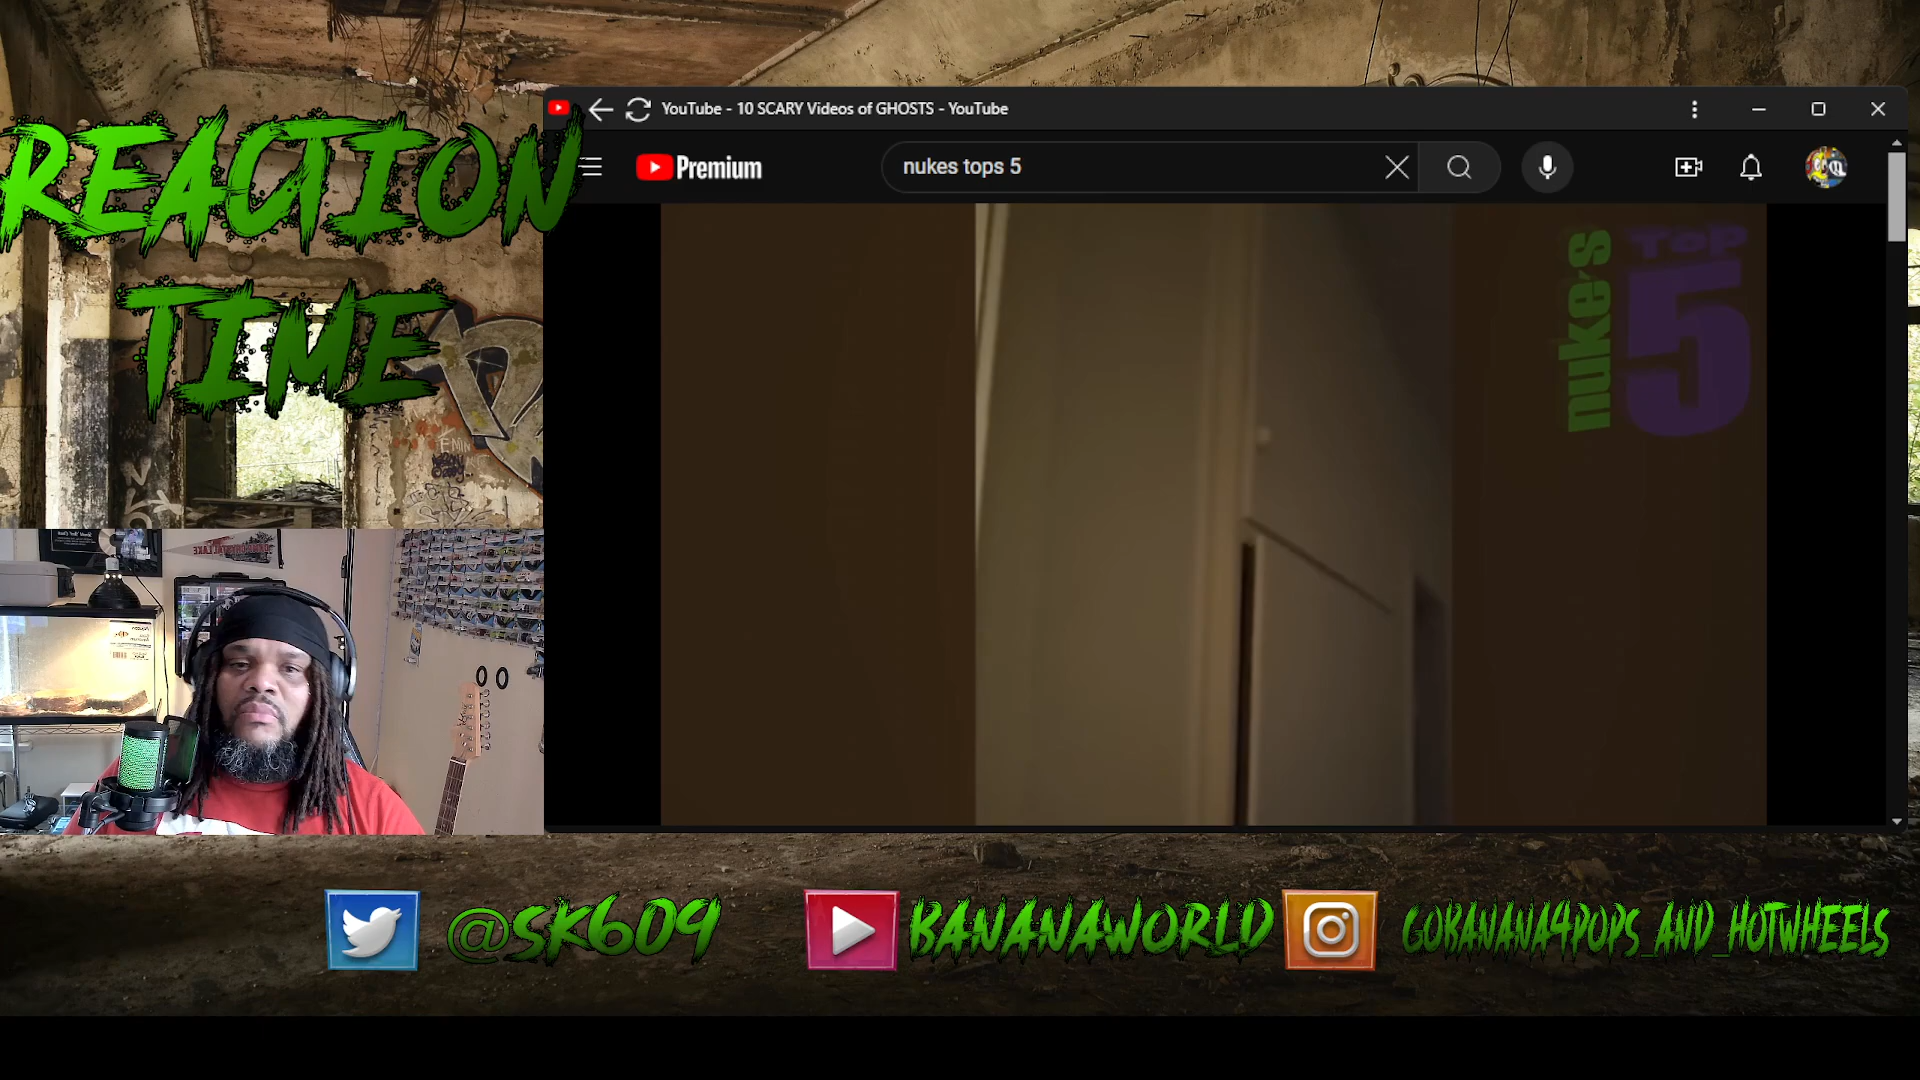 REACTION
TIME
YouTube - 10 SCARY Videos of GHOSTS - YouTube
Premium
nukes tops 5
nuke's
Top
5
@SK609
BANANAWORLD
GOBANANA4POPS_AND_HOTWHEELS